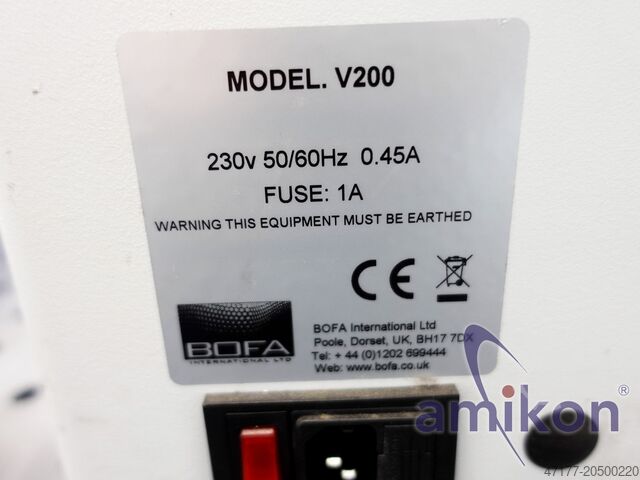 MODEL. V200
230v 50/60Hz 0.45A
FUSE: 1A
WARNING THIS EQUIPMENT MUST BE EARTHED
CE
BOFA
INTERNATIONAL LTD
BOFA International Ltd
Poole, Dorset, UK, BH17 7DX
Tel: + 44 (0)1202 699444
Web: www.bofa.co.uk
amikon
47177-20500220